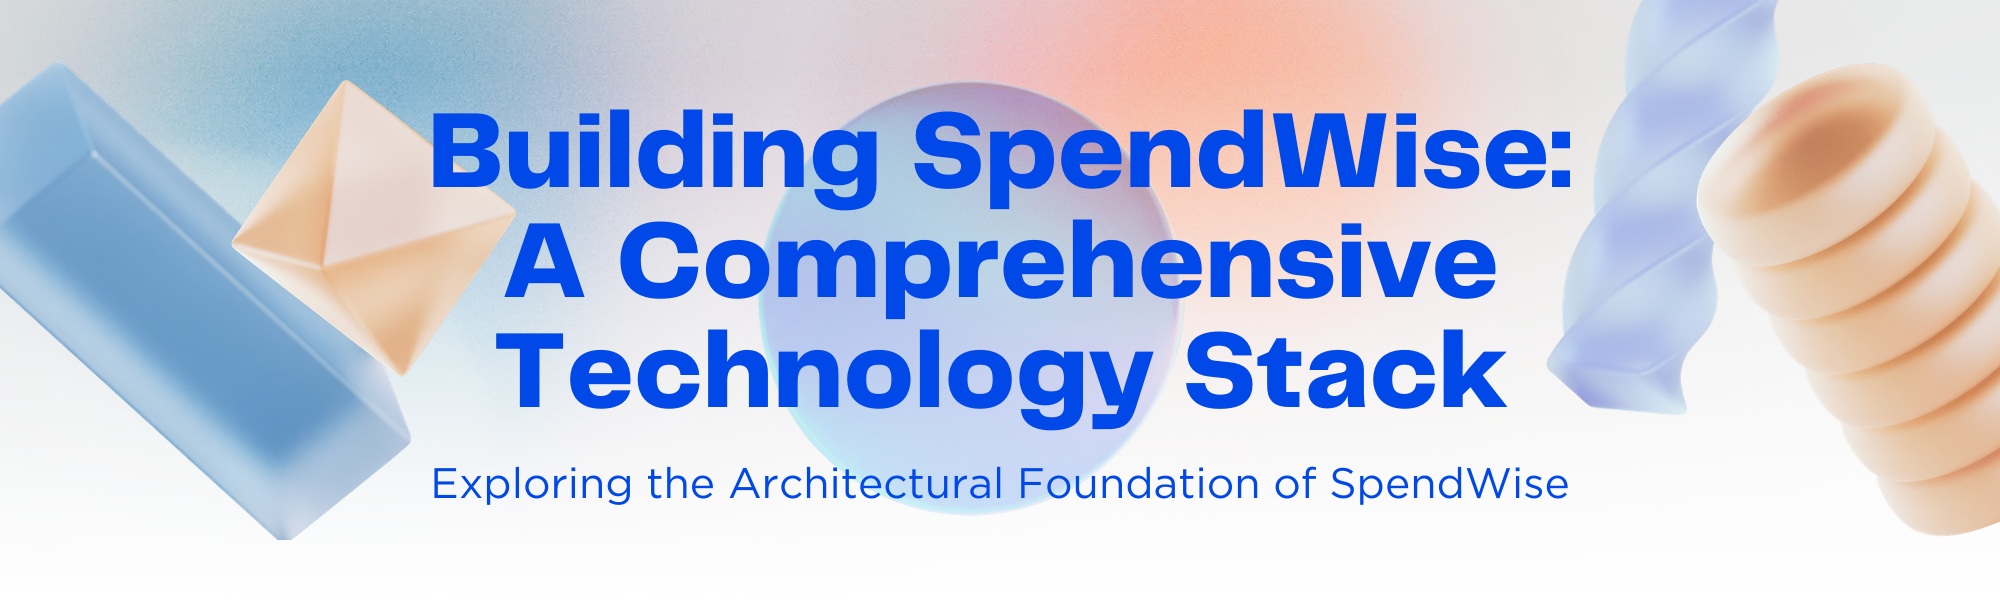 Building SpendWise:
A Comprehensive
Technology Stack
Exploring the Architectural Foundation of SpendWise